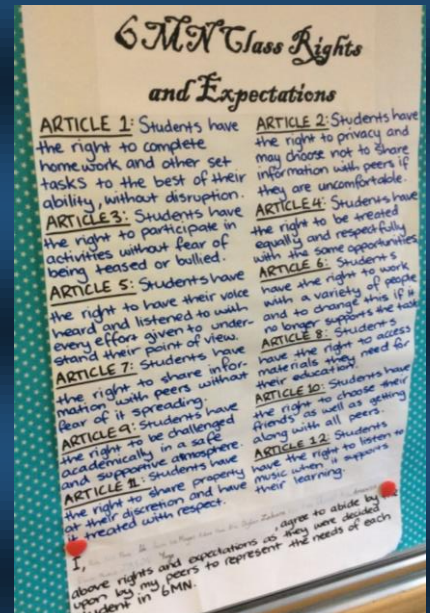 6MN Class Rights
and Expectations
ARTICLE 1: Students have
the right to complete
homework and other set
tasks to the best of their
ability, without disruption.
ARTICLE 2: Students have
the right to privacy and
may choose not to share
information with peers if
they are uncomfortable.
ARTICLE 3: Students have
the right to participate in
activities without fear of
being teased or bullied.
ARTICLE 4: Students have
the right to be treated
equally and respectfully
with the same opportunities.
ARTICLE 5: Students have
the right to have their voice
heard and listened to with
every effort given to under-
stand their point of view.
ARTICLE 6: Students
have the right to work
with a variety of people
and to change this if it
no longer supports the task
ARTICLE 7: Students have
the right to share infor-
mation with peers without
fear of it spreading.
ARTICLE 8: Students
have the right to access
materials they need for
their education.
ARTICLE 9: Students have
the right to be challenged
academically in a safe
and supportive atmosphere.
ARTICLE 10: Students have
the right to choose their
friends as well as getting
along with all peers.
ARTICLE 11: Students have
the right to share property
at their discretion and have
it treated with respect.
ARTICLE 12: Students
have the right to listen to
music when it supports
their learning.
I, agree to abide by
above rights and expectations as they were decided
upon by my peers to represent the needs of each
student in 6MN.